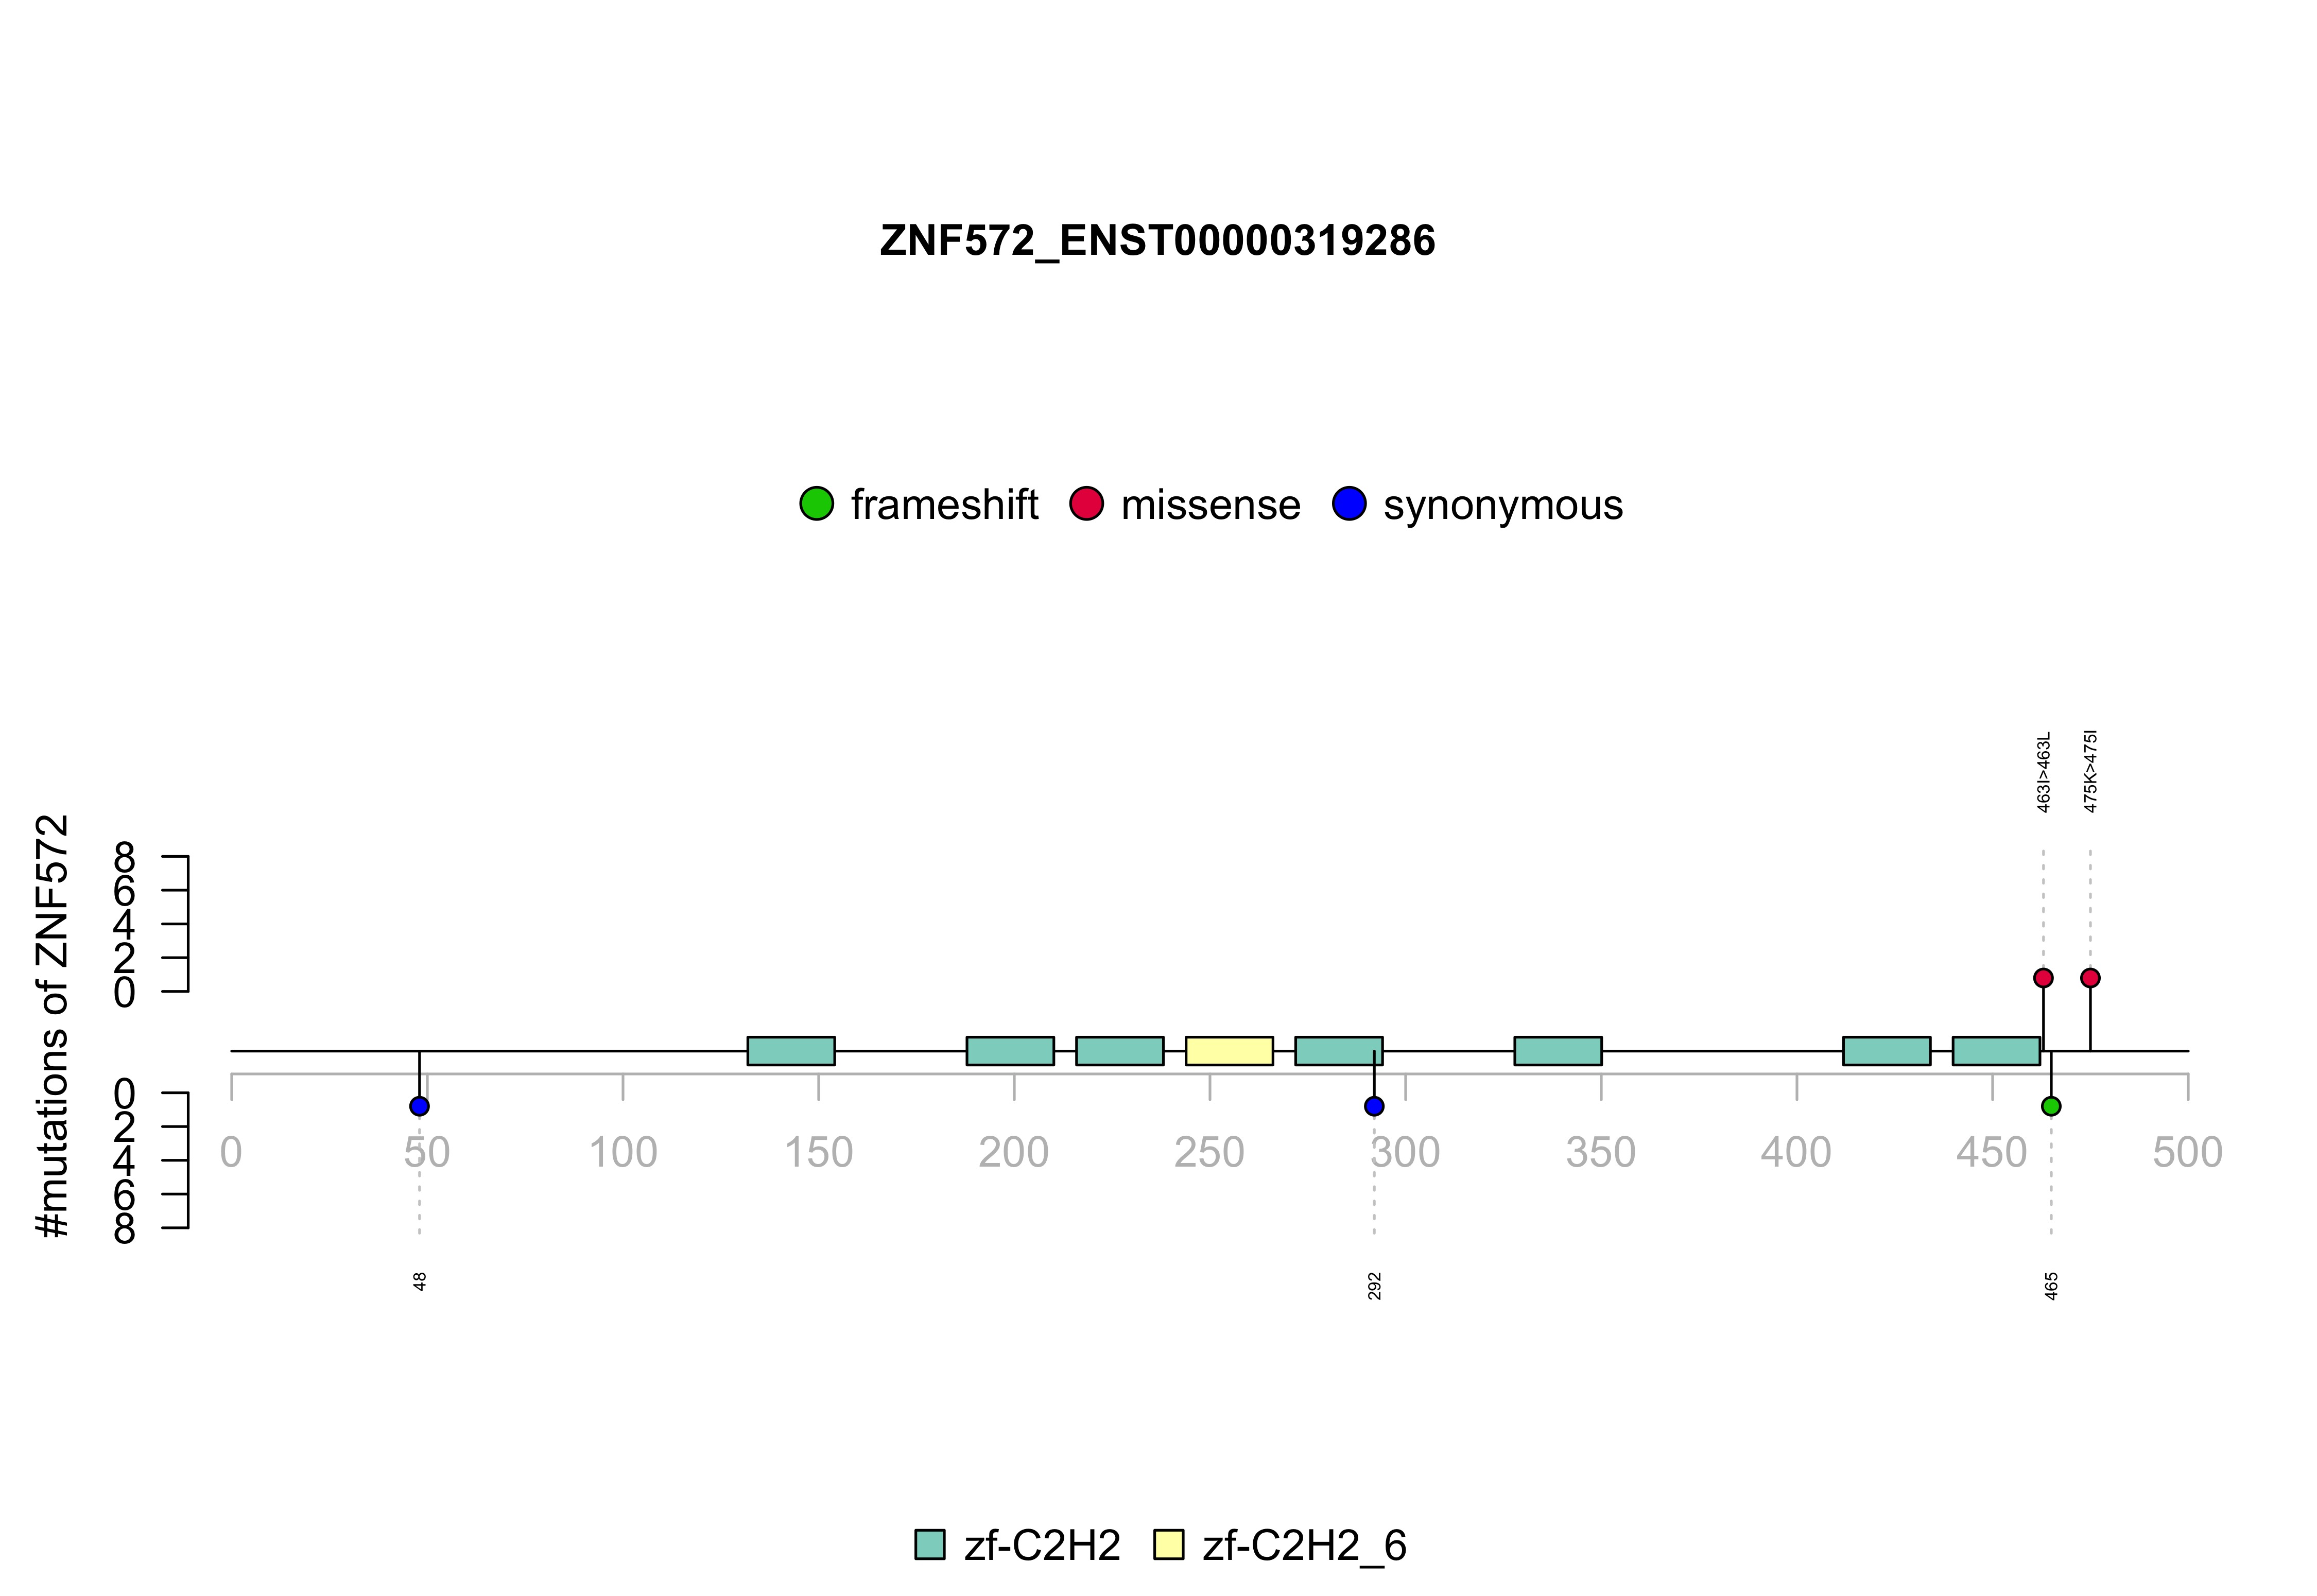 ZNF572_ENST00000319286
frameshift missense synonymous
463I>463L
475K>475I
#mutations of ZNF572
8
6
4
2
0
0
2
4
6
8
0 50 100 150 200 250 300 350 400 450 500
48
292
465
zf-C2H2 zf-C2H2_6